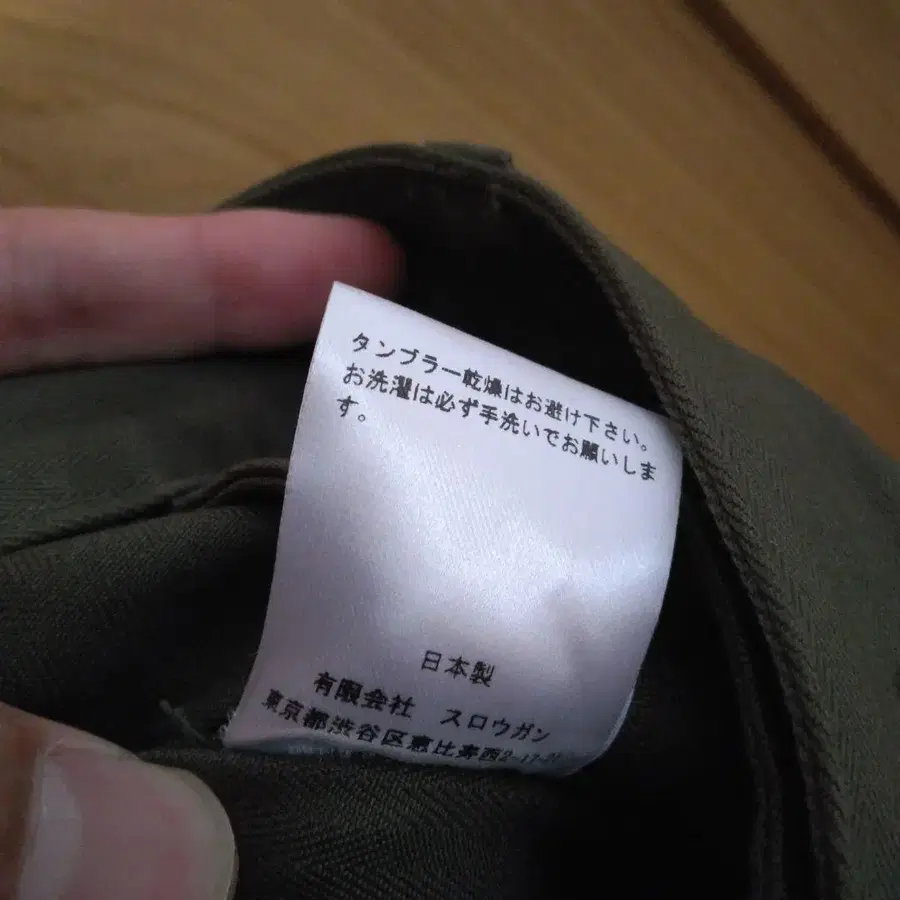 タンブラー乾燥はお避け下さい。
お洗濯は必ず手洗いでお願いしま
す。
日本製
有限会社 スロウガン
東京都渋谷区恵比寿西2-17-